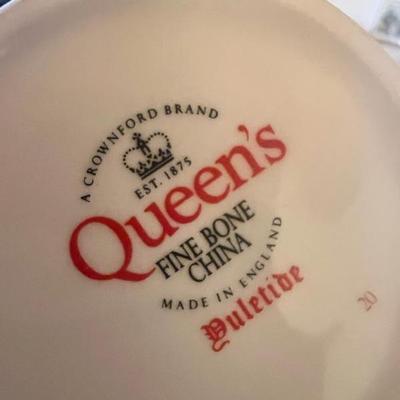 A CROWNFORD BRAND
EST. 1875
Queen's
FINE BONE
CHINA
MADE IN ENGLAND
Yuletide
20